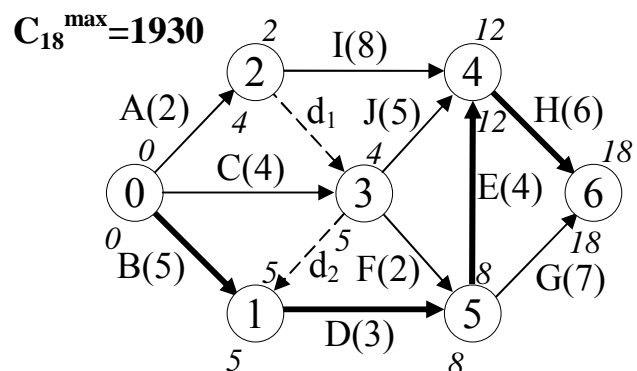 C₁₈ᵐᵃˣ=1930
2
12
2
I(8)
4
A(2)
4
d₁
J(5)
12
H(6)
0
C(4)
4
E(4)
18
0
3
6
0
B(5)
5
d₂
5
F(2)
8
18
G(7)
1
D(3)
5
5
8